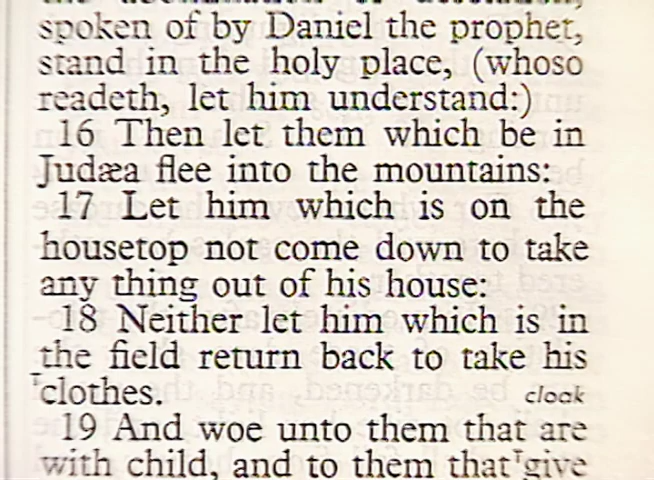 spoken of by Daniel the prophet,
stand in the holy place, (whoso
readeth, let him understand:)
16 Then let them which be in
Judæa flee into the mountains:
17 Let him which is on the
housetop not come down to take
any thing out of his house:
18 Neither let him which is in
the field return back to take his
clothes. cloak
19 And woe unto them that are
with child, and to them that give